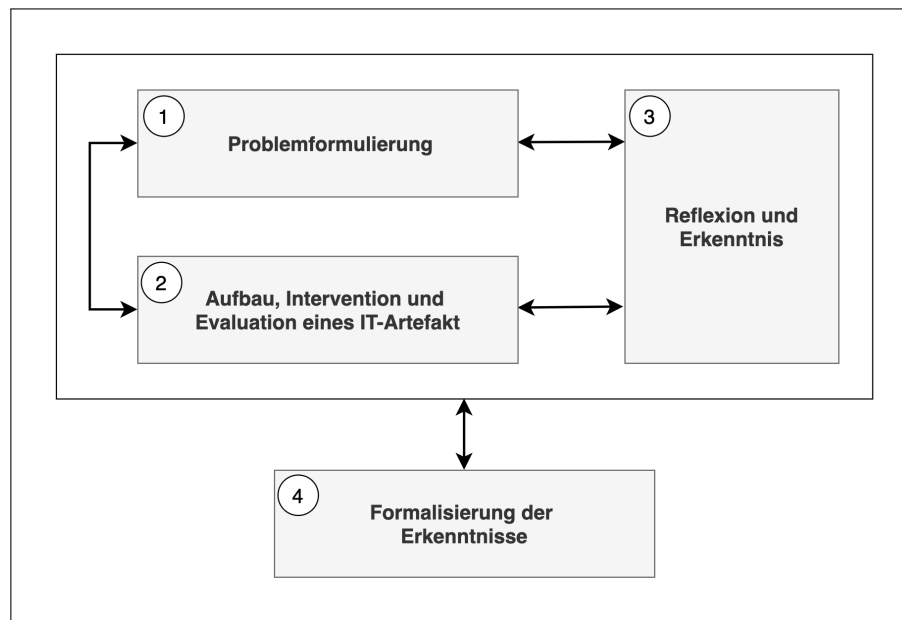 1
Problemformulierung
2
Aufbau, Intervention und
Evaluation eines IT-Artefakt
3
Reflexion und
Erkenntnis
4
Formalisierung der
Erkenntnisse